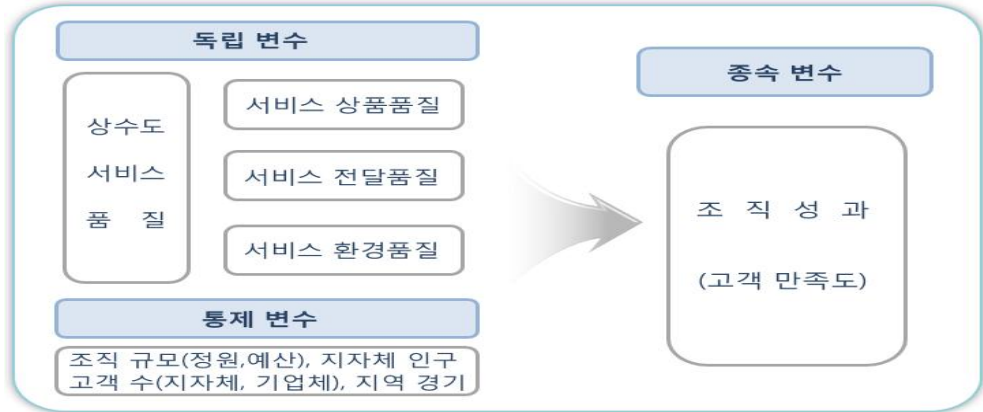 독립 변수
상수도
서비스
품 질
서비스 상품품질
서비스 전달품질
서비스 환경품질
통제 변수
조직 규모(정원,예산), 지자체 인구
고객 수(지자체, 기업체), 지역 경기
종속 변수
조 직 성 과
(고객 만족도)